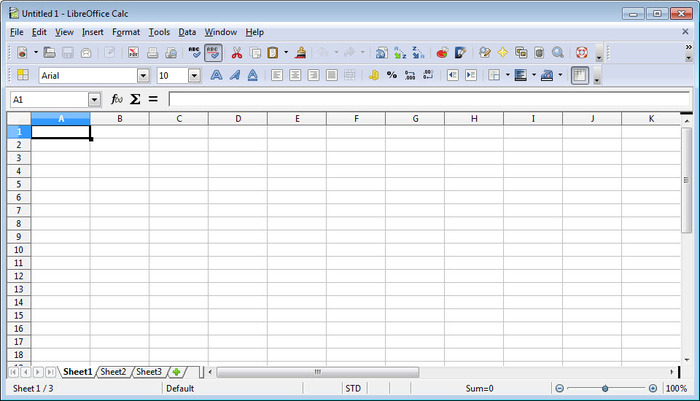 Untitled 1 - LibreOffice Calc
File Edit View Insert Format Tools Data Window Help
Arial 10
A1 f(x) Σ =
A B C D E F G H I J K
1
2
3
4
5
6
7
8
9
10
11
12
13
14
15
16
17
18
Sheet1 Sheet2 Sheet3
Sheet 1 / 3 Default STD Sum=0 100%